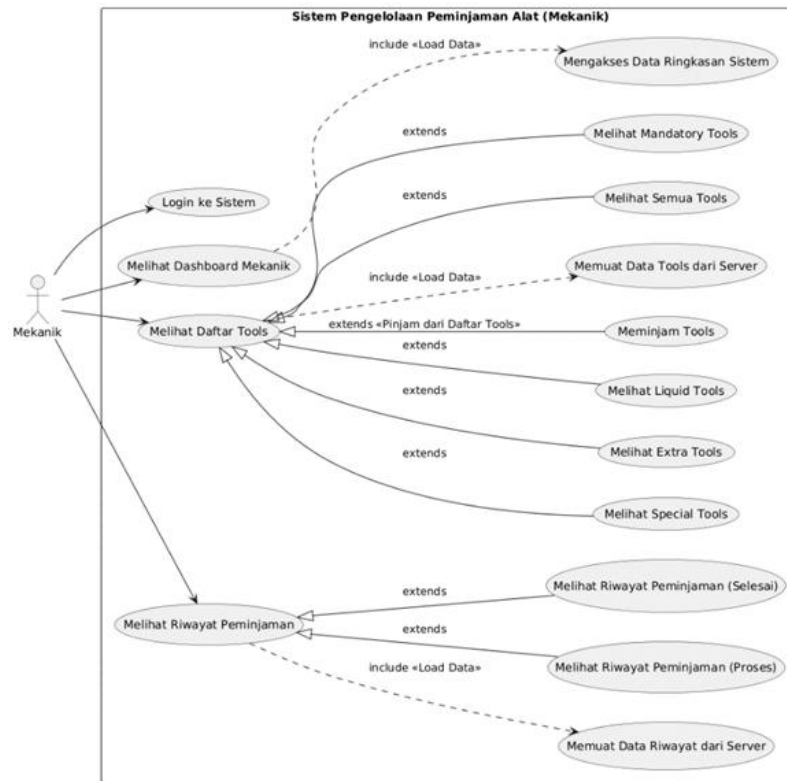 Sistem Pengelolaan Peminjaman Alat (Mekanik)
include «Load Data»
Mengakses Data Ringkasan Sistem
extends
Melihat Mandatory Tools
Login ke Sistem
extends
Melihat Semua Tools
Melihat Dashboard Mekanik
include «Load Data»
Memuat Data Tools dari Server
Mekanik
Melihat Daftar Tools
extends «Pinjam dari Daftar Tools»
Meminjam Tools
extends
Melihat Liquid Tools
extends
Melihat Extra Tools
extends
Melihat Special Tools
extends
Melihat Riwayat Peminjaman (Selesai)
Melihat Riwayat Peminjaman
extends
Melihat Riwayat Peminjaman (Proses)
include «Load Data»
Memuat Data Riwayat dari Server